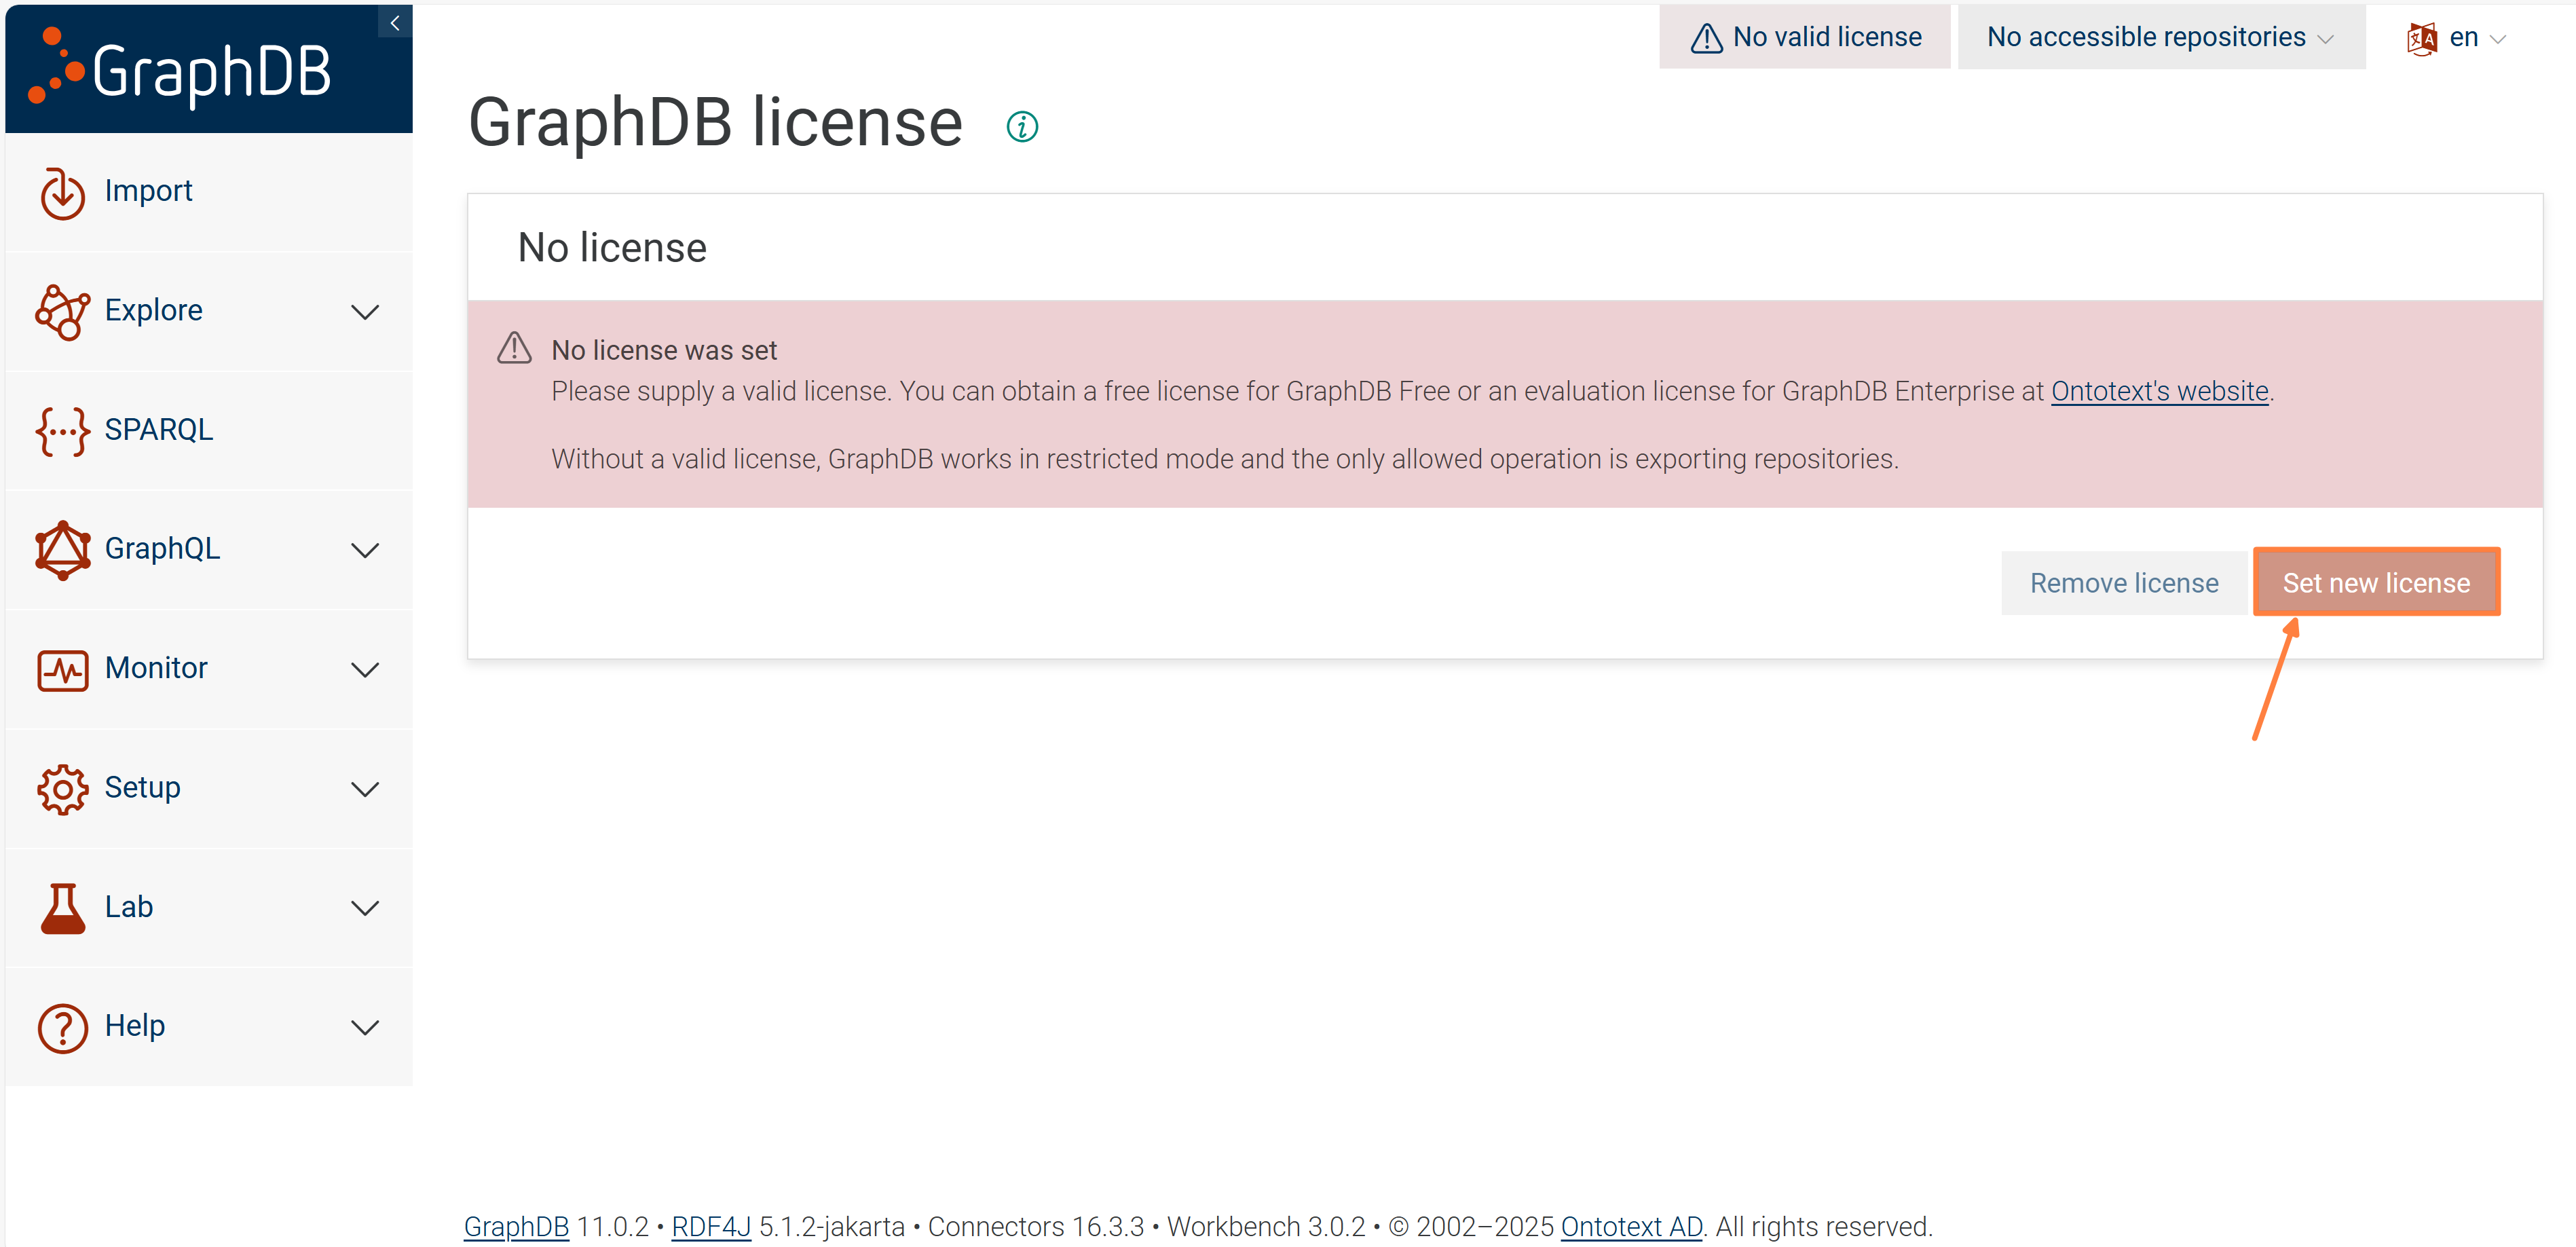 GraphDB
No valid license
No accessible repositories
en
GraphDB license
Import
No license
Explore
No license was set
Please supply a valid license. You can obtain a free license for GraphDB Free or an evaluation license for GraphDB Enterprise at Ontotext's website.
SPARQL
Without a valid license, GraphDB works in restricted mode and the only allowed operation is exporting repositories.
GraphQL
Remove license
Set new license
Monitor
Setup
Lab
Help
GraphDB 11.0.2 • RDF4J 5.1.2-jakarta • Connectors 16.3.3 • Workbench 3.0.2 • © 2002–2025 Ontotext AD. All rights reserved.